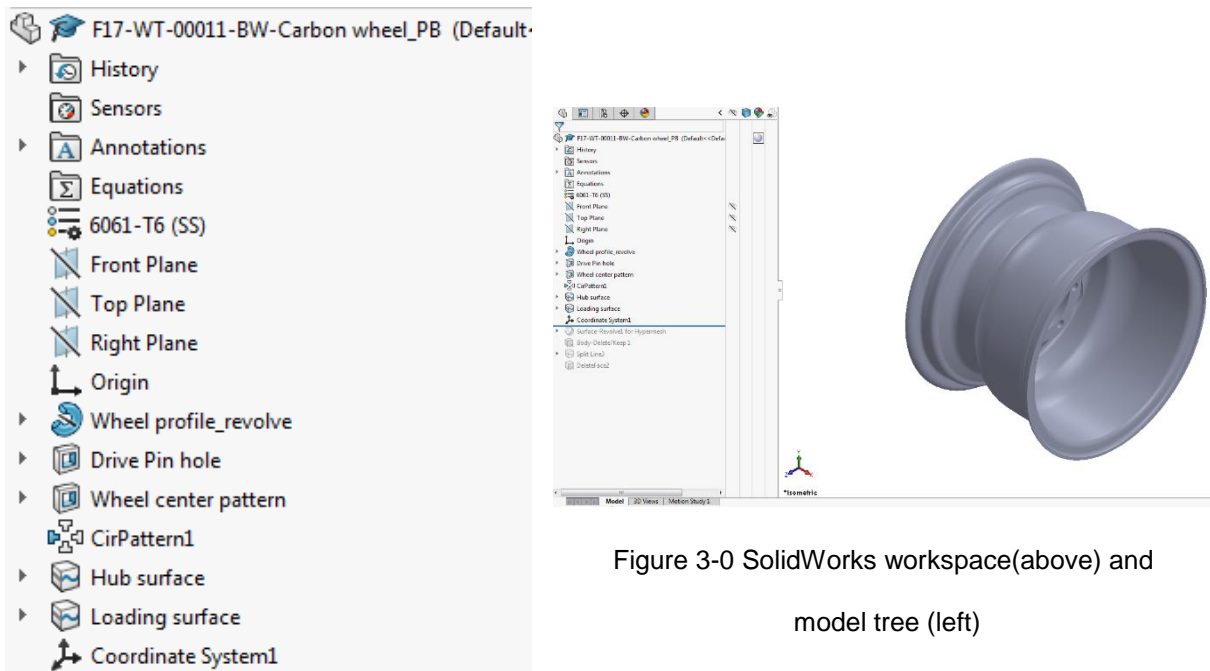 F17-WT-00011-BW-Carbon wheel_PB (Default<
History
Sensors
Annotations
Equations
6061-T6 (SS)
Front Plane
Top Plane
Right Plane
Origin
Wheel profile_revolve
Drive Pin hole
Wheel center pattern
CirPattern1
Hub surface
Loading surface
Coordinate System1
F17-WT-00011-BW-Carbon wheel_PB (Default<<Defau
History
Sensors
Annotations
Equations
6061-T6 (SS)
Front Plane
Top Plane
Right Plane
Origin
Wheel profile_revolve
Drive Pin hole
Wheel center pattern
CirPattern1
Hub surface
Loading surface
Coordinate System1
Surface-Revolve1 for Hypermesh
Body-Delete/Keep 1
Split Line3
DeleteFace2
*Isometric
Model 3D Views Motion Study 1
Figure 3-0 SolidWorks workspace(above) and
model tree (left)